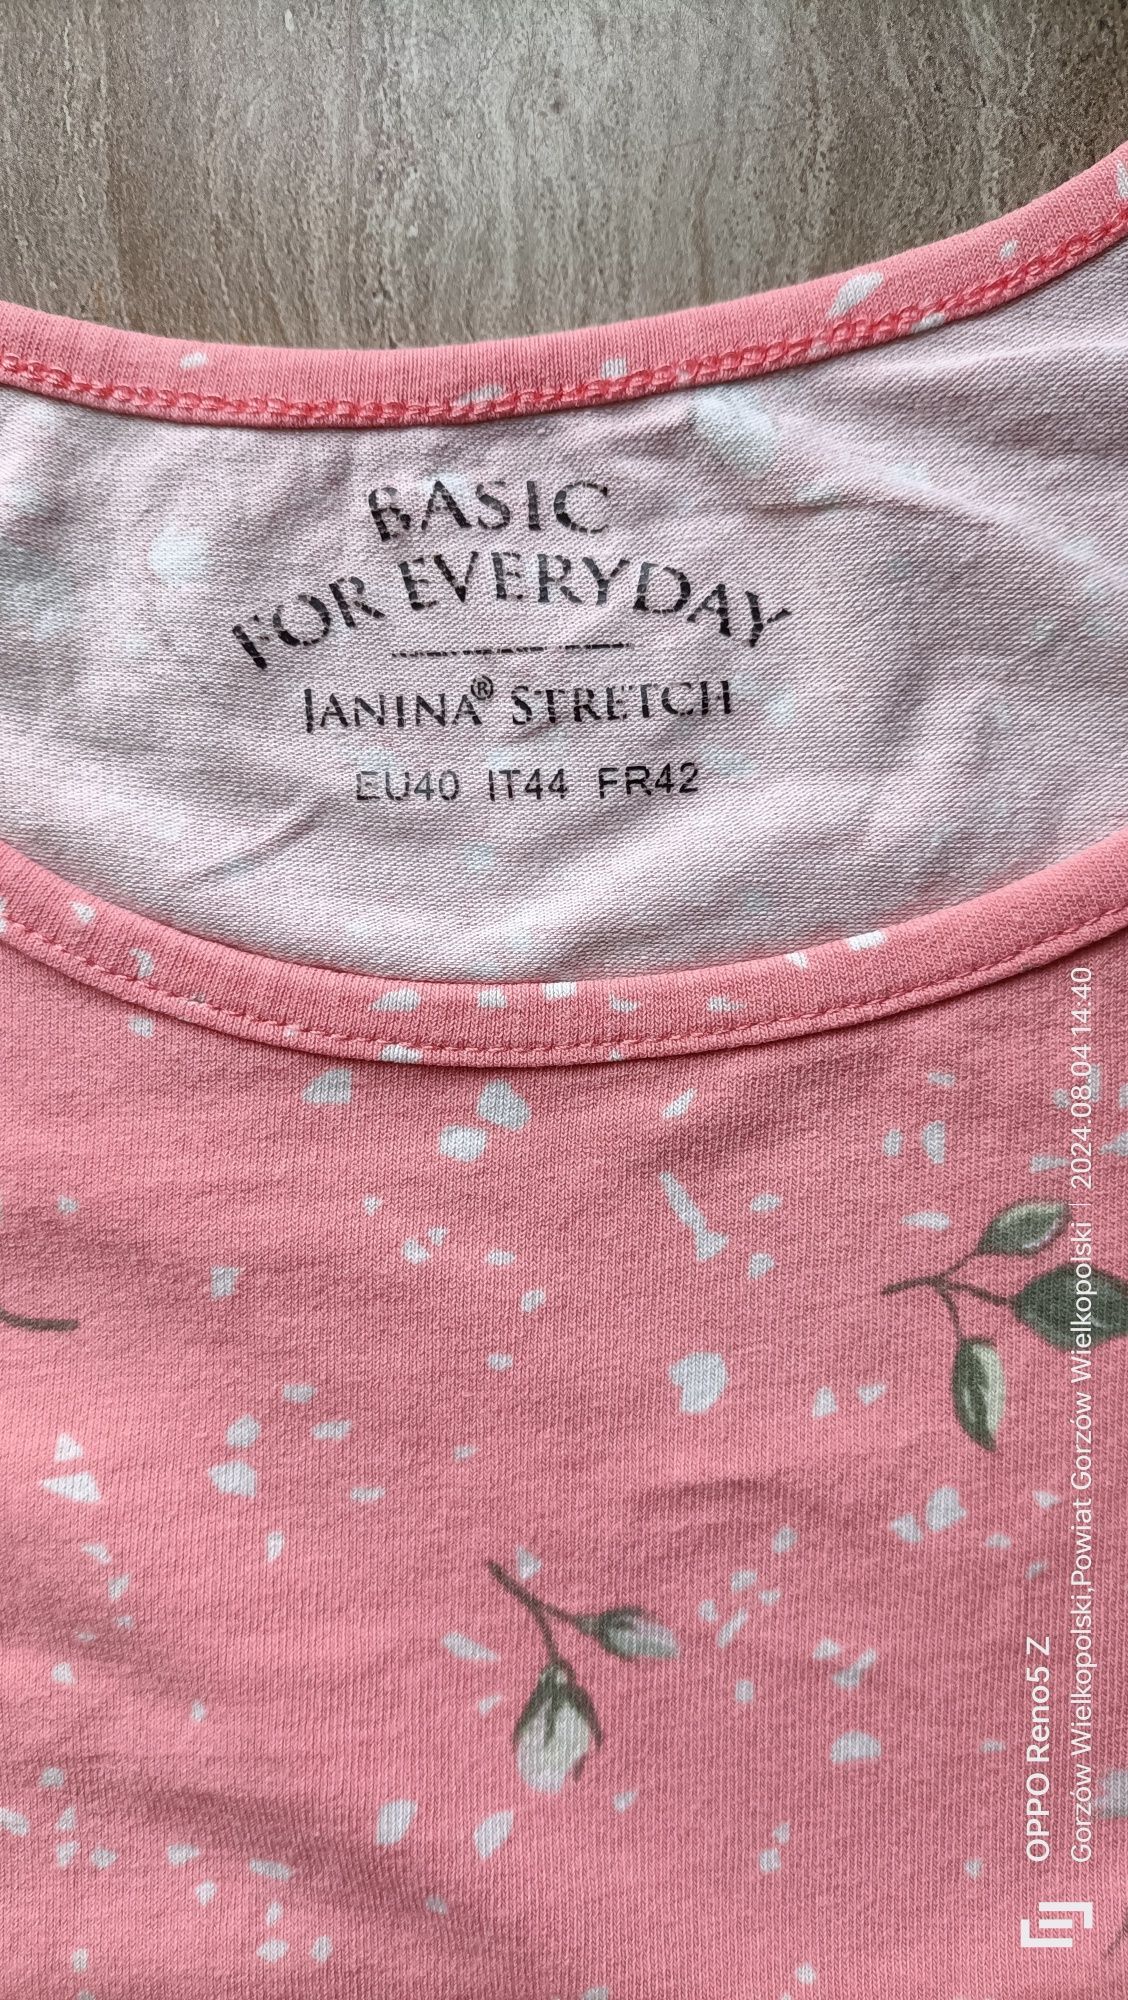 BASIC
FOR EVERYDAY
JANINA® STRETCH
EU40 IT44 FR42
OPPO Reno5 Z
Gorzów Wielkopolski,Powiat Gorzów Wielkopolski | 2024.08.04 14:40